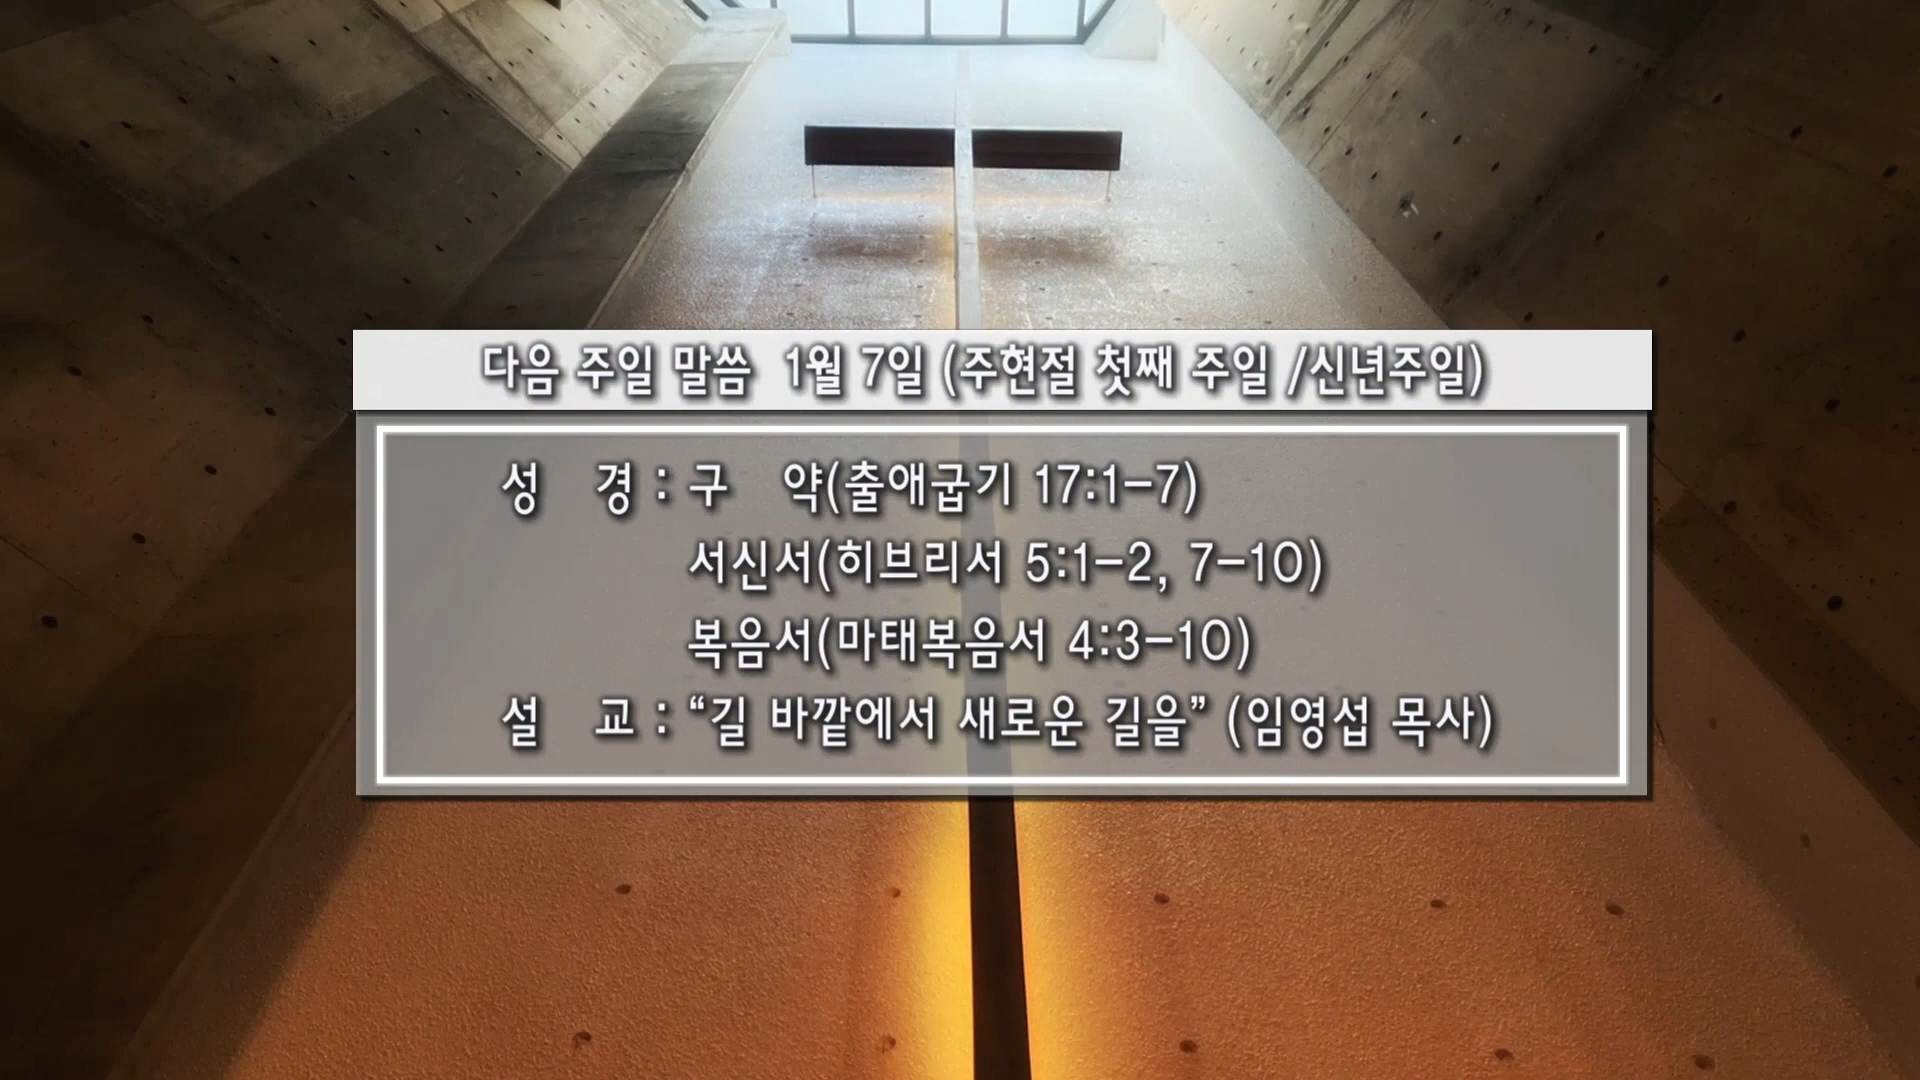 다음 주일 말씀 1월 7일 (주현절 첫째 주일 /신년주일)
성 경 : 구 약(출애굽기 17:1-7)
서신서(히브리서 5:1-2, 7-10)
복음서(마태복음서 4:3-10)
설 교 : “길 바깥에서 새로운 길을” (임영섭 목사)